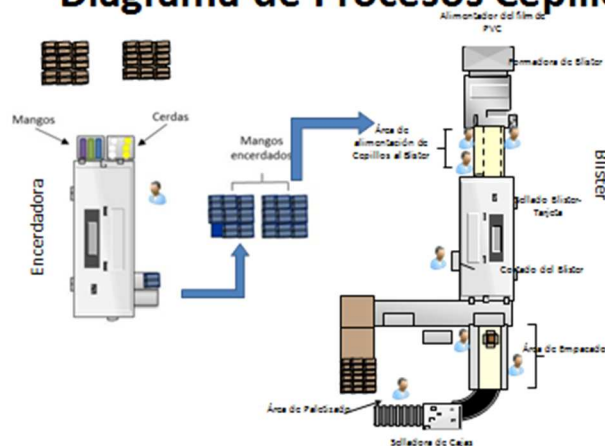 Diagrama de Procesos Cepillo
Alimentador del film de
PVC
Formadora de Blister
Mangos
Cerdas
Mangos
encerdados
Área de
alimentación de
Cepillos al Blister
Encerdadora
Blister
Sellado Blister-
Tarjeta
Cortado del Blister
Área de Empacado
Área de Paletizado
Selladora de Cajas